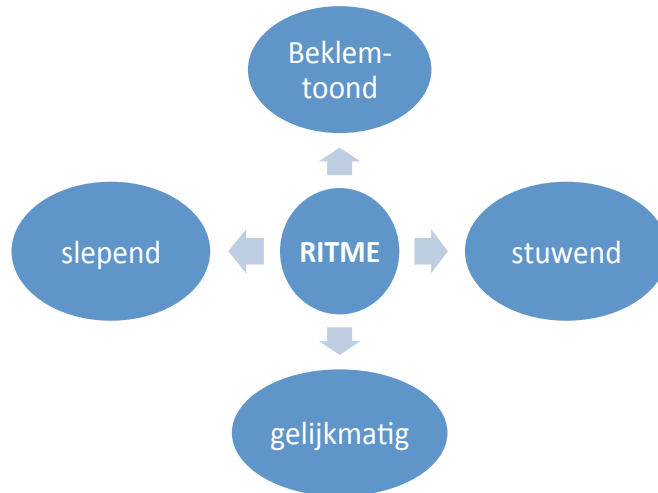 Beklem-
toond
slepend
RITME
stuwend
gelijkmatig